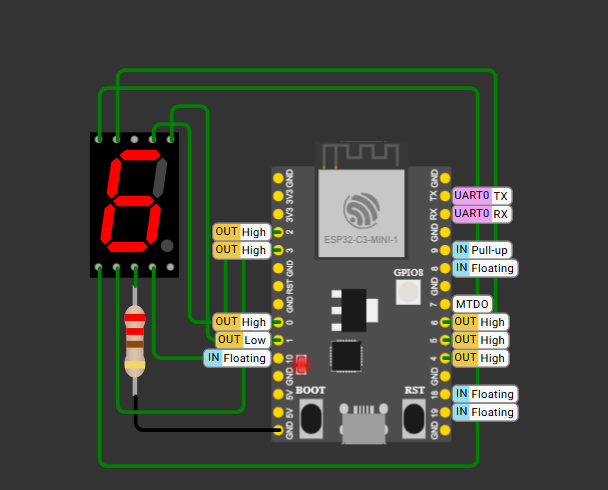 ESP32-C3-MINI-1
GPIO8
BOOT
RST
GND
3V3
3V3
2
3
GND
RST
GND
0
1
10
GND
5V
5V
GND
GND
TX
RX
GND
9
8
GND
7
6
5
4
GND
18
19
GND
OUT High
OUT High
OUT High
OUT Low
IN Floating
UART0 TX
UART0 RX
IN Pull-up
IN Floating
MTDO
OUT High
OUT High
OUT High
IN Floating
IN Floating